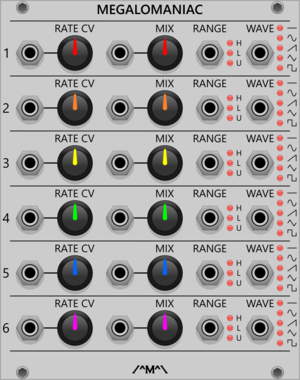 MEGALOMANIAC
RATE CV MIX RANGE WAVE
1 H L U
RATE CV MIX RANGE WAVE
2 H L U
RATE CV MIX RANGE WAVE
3 H L U
RATE CV MIX RANGE WAVE
4 H L U
RATE CV MIX RANGE WAVE
5 H L U
RATE CV MIX RANGE WAVE
6 H L U
/^M^\